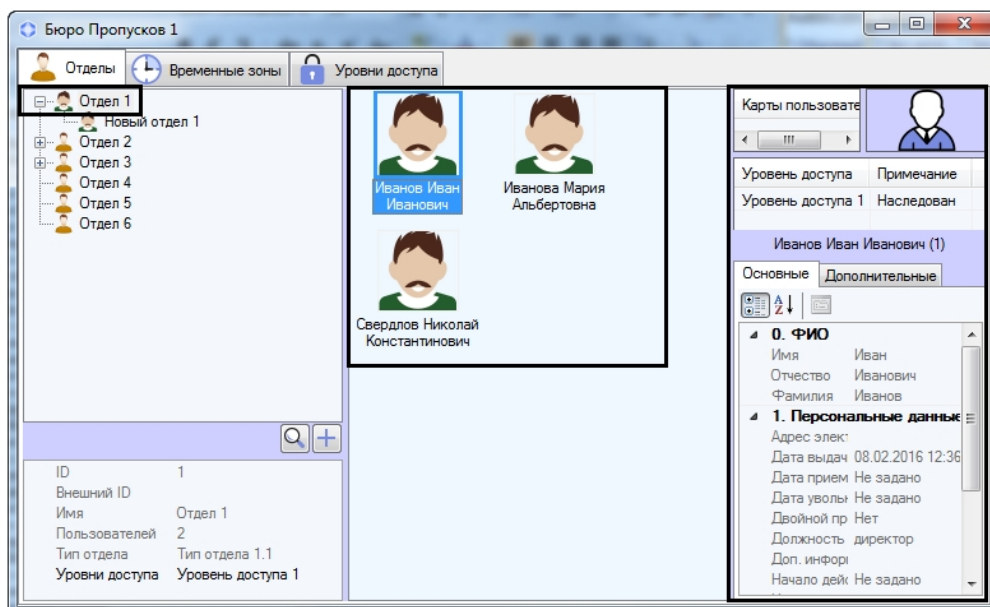 Бюро Пропусков 1
Отделы Временные зоны Уровни доступа
Отдел 1
Новый отдел 1
Отдел 2
Отдел 3
Отдел 4
Отдел 5
Отдел 6
ID 1
Внешний ID
Имя Отдел 1
Пользователей 2
Тип отдела Тип отдела 1.1
Уровни доступа Уровень доступа 1
Иванов Иван
Иванович
Иванова Мария
Альбертовна
Свердлов Николай
Константинович
Карты пользовате
Уровень доступа Примечание
Уровень доступа 1 Наследован
Иванов Иван Иванович (1)
Основные Дополнительные
0. ФИО
Имя Иван
Отчество Иванович
Фамилия Иванов
1. Персональные данные
Адрес элект
Дата выдач 08.02.2016 12:36
Дата прием Не задано
Дата увольн Не задано
Двойной пр Нет
Должность директор
Доп. информ
Начало дейс Не задано